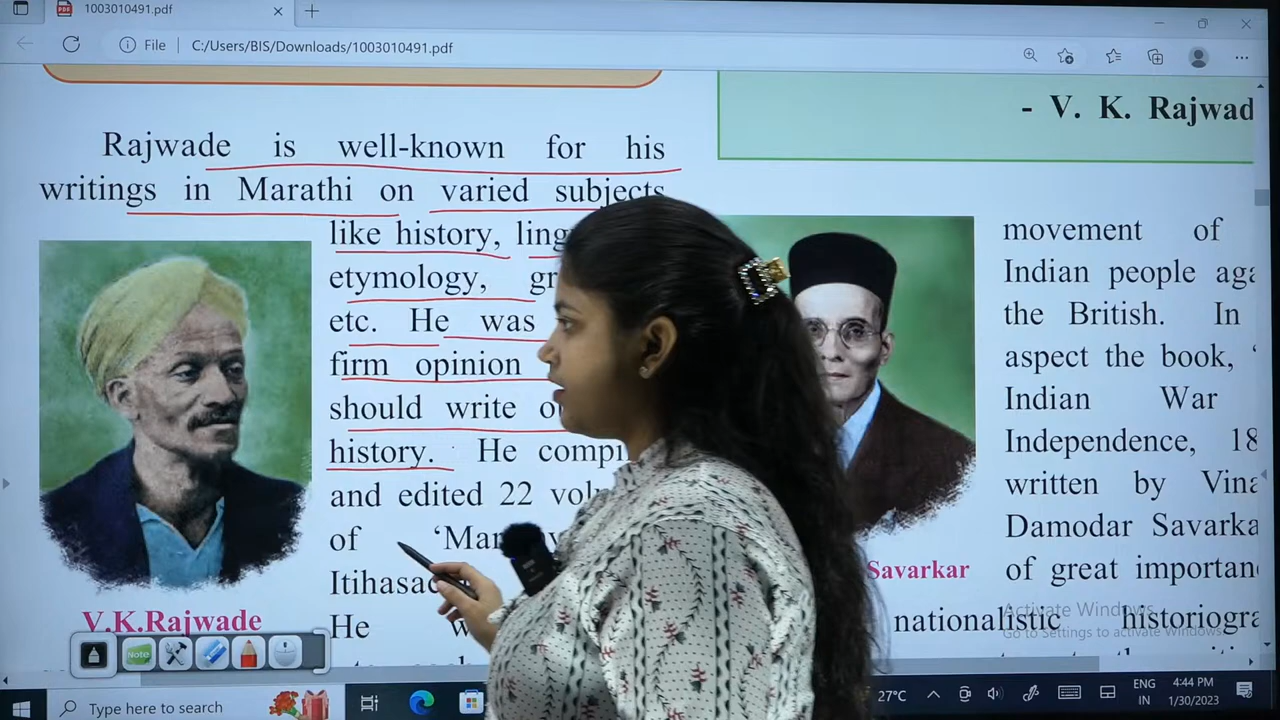 1003010491.pdf
File
C:/Users/BIS/Downloads/1003010491.pdf
- V. K. Rajwad
Rajwade is well-known for his
writings in Marathi on varied subjects
like history, ling
etymology, gr
etc. He was
firm opinion
should write o
history. He compi
and edited 22 vol
of 'Mar
Itihasa
He w
V.K.Rajwade
movement of
Indian people aga
the British. In
aspect the book, '
Indian War
Independence, 18
written by Vina
Damodar Savarka
of great importan
nationalistic historiogra
Savarkar
Activate Windows
Go to Settings to activate Windows.
Note
Type here to search
27°C
ENG
IN
4:44 PM
1/30/2023